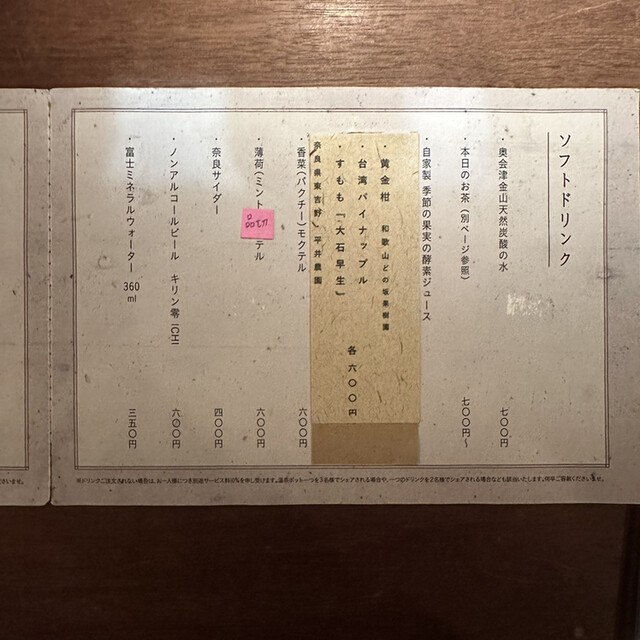 ソフトドリンク
・奥会津金山天然炭酸の水 七〇〇円
・本日のお茶(別ページ参照) 七〇〇円〜
・自家製 季節の果実の酵素ジュース
・黄金柑 和歌山どの坂果樹園
・台湾パイナップル
・すもも「大石早生」 各 六〇〇円
奈良県東吉野 平井農園
・香菜(パクチー)モクテル 六〇〇円
・薄荷(ミント テル 六〇〇円
品切
・奈良サイダー 四〇〇円
・ノンアルコールビール キリン零ICHI 六〇〇円
・富士ミネラルウォーター 360ml 三五〇円